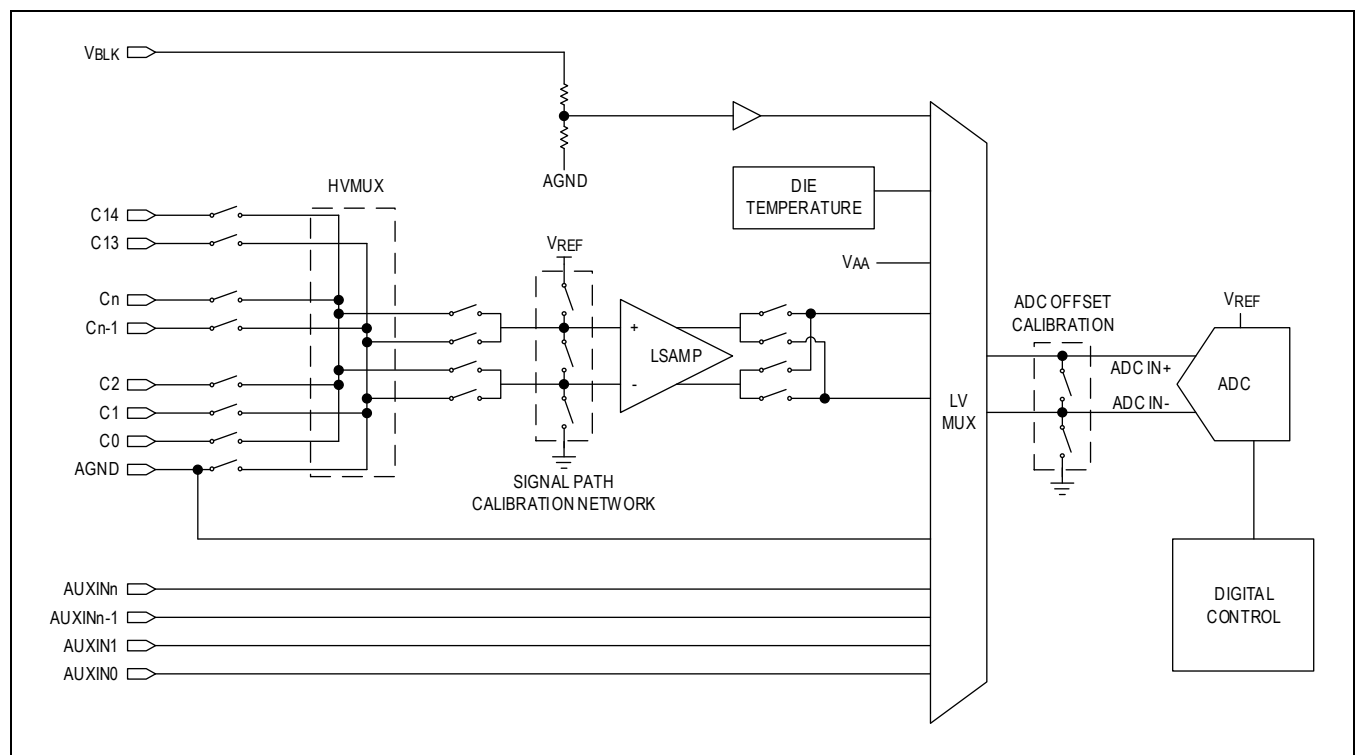 VBLK
AGND
HVMUX
DIE
TEMPERATURE
C14
C13
VREF
VAA
Cn
Cn-1
ADC OFFSET
CALIBRATION
VREF
+
LSAMP
-
ADC IN+
ADC
ADC IN-
C2
C1
LV
MUX
C0
AGND
SIGNAL PATH
CALIBRATION NETWORK
AUXINn
AUXINn-1
AUXIN1
AUXIN0
DIGITAL
CONTROL